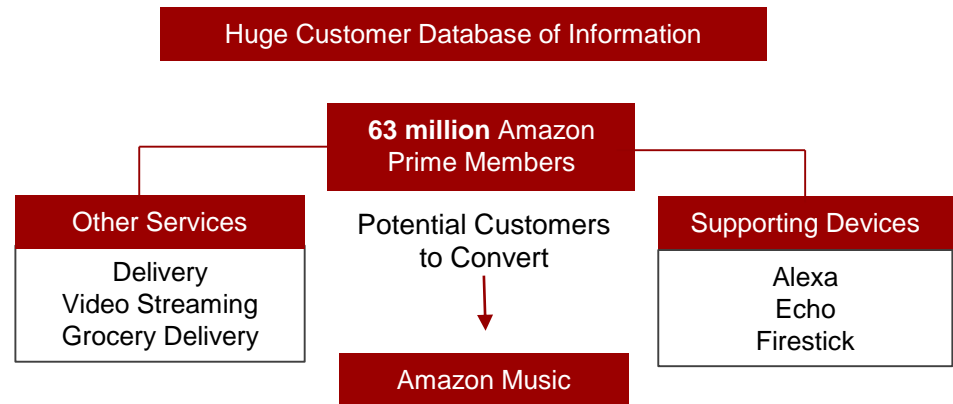 Huge Customer Database of Information
63 million Amazon
Prime Members
Other Services
Delivery
Video Streaming
Grocery Delivery
Potential Customers
to Convert
Amazon Music
Supporting Devices
Alexa
Echo
Firestick